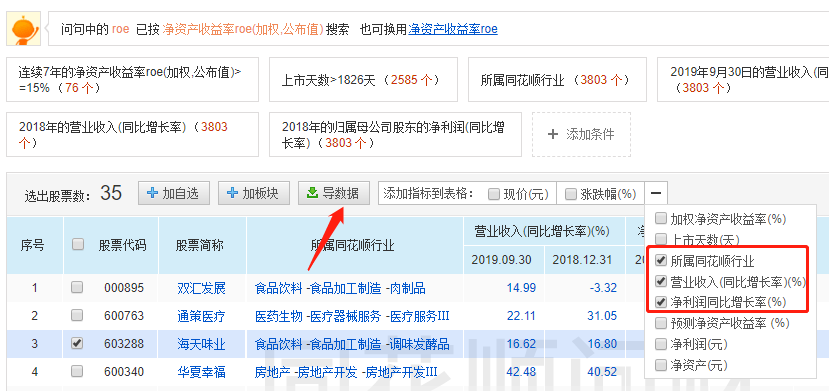 问句中的 roe 已按 净资产收益率roe(加权,公布值) 搜索 也可换用净资产收益率roe
连续7年的净资产收益率roe(加权,公布值)>
=15% （76 个）
上市天数>1826天 （2585 个）
所属同花顺行业 （3803 个）
2019年9月30日的营业收入(同
（3803 个）
2018年的营业收入(同比增长率) （3803
个）
2018年的归属母公司股东的净利润(同比增
长率) （3803 个）
+ 添加条件
选出股票数： 35 + 加自选 + 加板块 导数据 添加指标到表格： 现价(元) 涨跌幅(%)
加权净资产收益率(%)
上市天数(天)
所属同花顺行业
营业收入(同比增长率)(%)
净利润同比增长率(%)
预测净资产收益率 (%)
净利润(元)
净资产(元)
序号 股票代码 股票简称 所属同花顺行业 营业收入(同比增长率)(%)
2019.09.30 2018.12.31
1 000895 双汇发展 食品饮料 -食品加工制造 -肉制品 14.99 -3.32
2 600763 通策医疗 医药生物 -医疗器械服务 -医疗服务III 22.11 31.05
3 603288 海天味业 食品饮料 -食品加工制造 -调味发酵品 16.62 16.80
4 600340 华夏幸福 房地产 -房地产开发 -房地产开发III 42.48 40.52